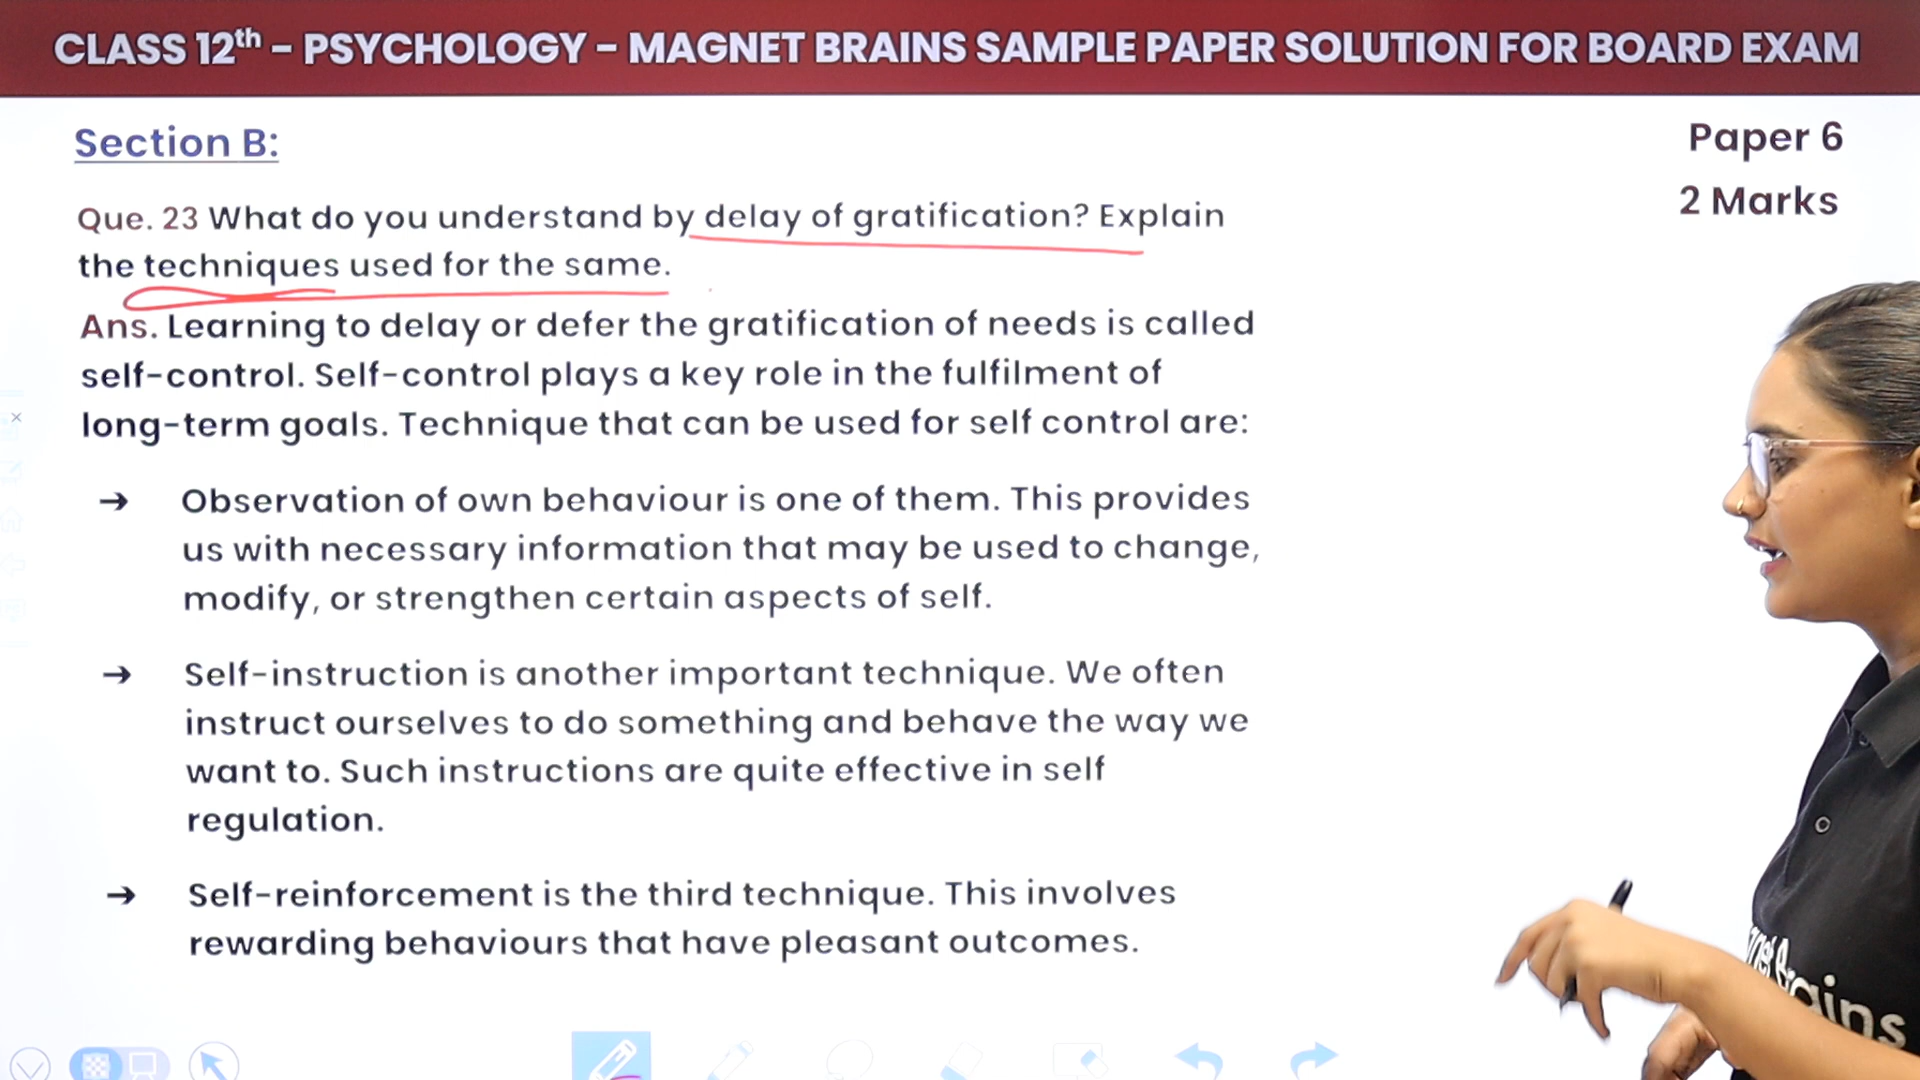 CLASS 12th – PSYCHOLOGY – MAGNET BRAINS SAMPLE PAPER SOLUTION FOR BOARD EXAM
Section B:
Paper 6
2 Marks
Que. 23 What do you understand by delay of gratification? Explain
the techniques used for the same.
Ans. Learning to delay or defer the gratification of needs is called
self-control. Self-control plays a key role in the fulfilment of
long-term goals. Technique that can be used for self control are:
→ Observation of own behaviour is one of them. This provides
us with necessary information that may be used to change,
modify, or strengthen certain aspects of self.
→ Self-instruction is another important technique. We often
instruct ourselves to do something and behave the way we
want to. Such instructions are quite effective in self
regulation.
→ Self-reinforcement is the third technique. This involves
rewarding behaviours that have pleasant outcomes.